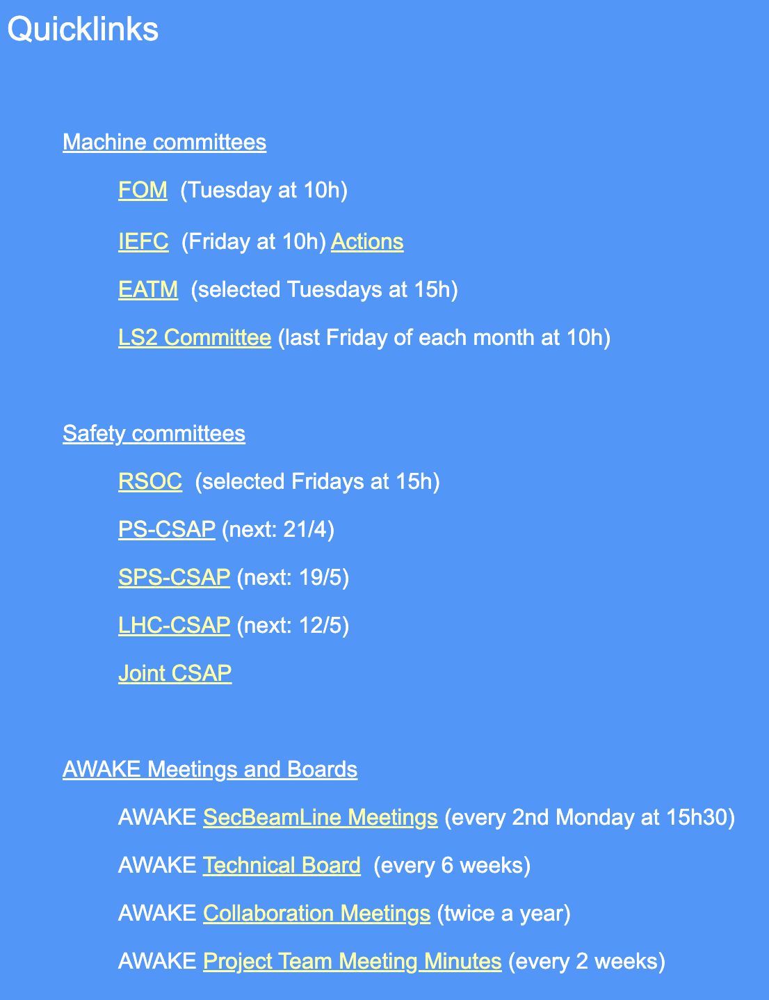 Quicklinks
Machine committees
FOM (Tuesday at 10h)
IEFC (Friday at 10h) Actions
EATM (selected Tuesdays at 15h)
LS2 Committee (last Friday of each month at 10h)
Safety committees
RSOC (selected Fridays at 15h)
PS-CSAP (next: 21/4)
SPS-CSAP (next: 19/5)
LHC-CSAP (next: 12/5)
Joint CSAP
AWAKE Meetings and Boards
AWAKE SecBeamLine Meetings (every 2nd Monday at 15h30)
AWAKE Technical Board (every 6 weeks)
AWAKE Collaboration Meetings (twice a year)
AWAKE Project Team Meeting Minutes (every 2 weeks)